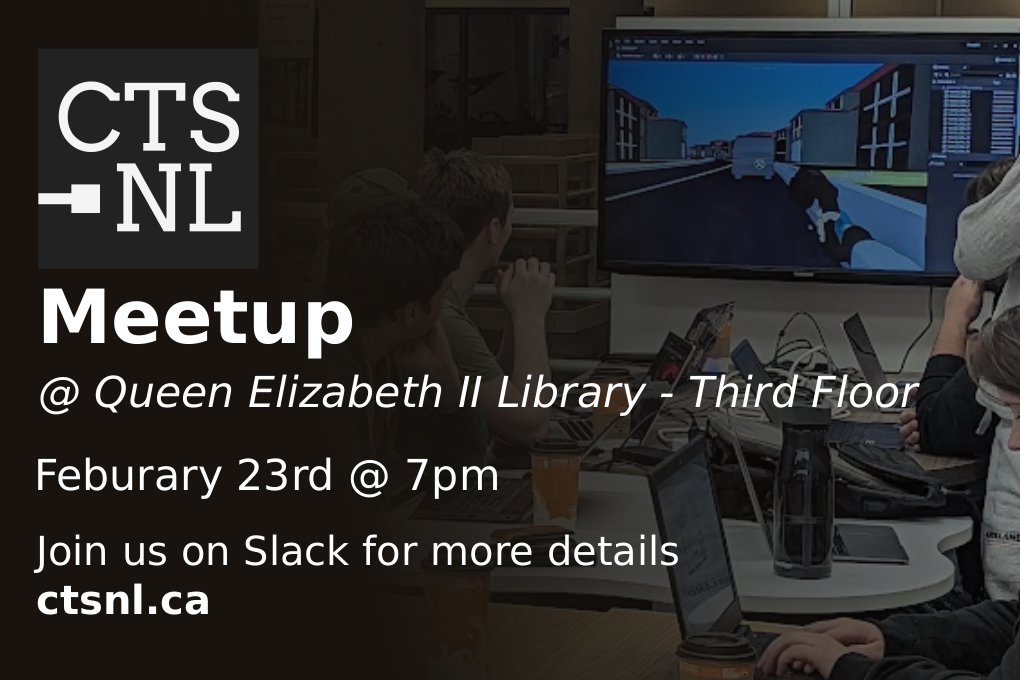 CTS
NL
Meetup
@ Queen Elizabeth II Library - Third Floor
Feburary 23rd @ 7pm
Join us on Slack for more details
ctsnl.ca